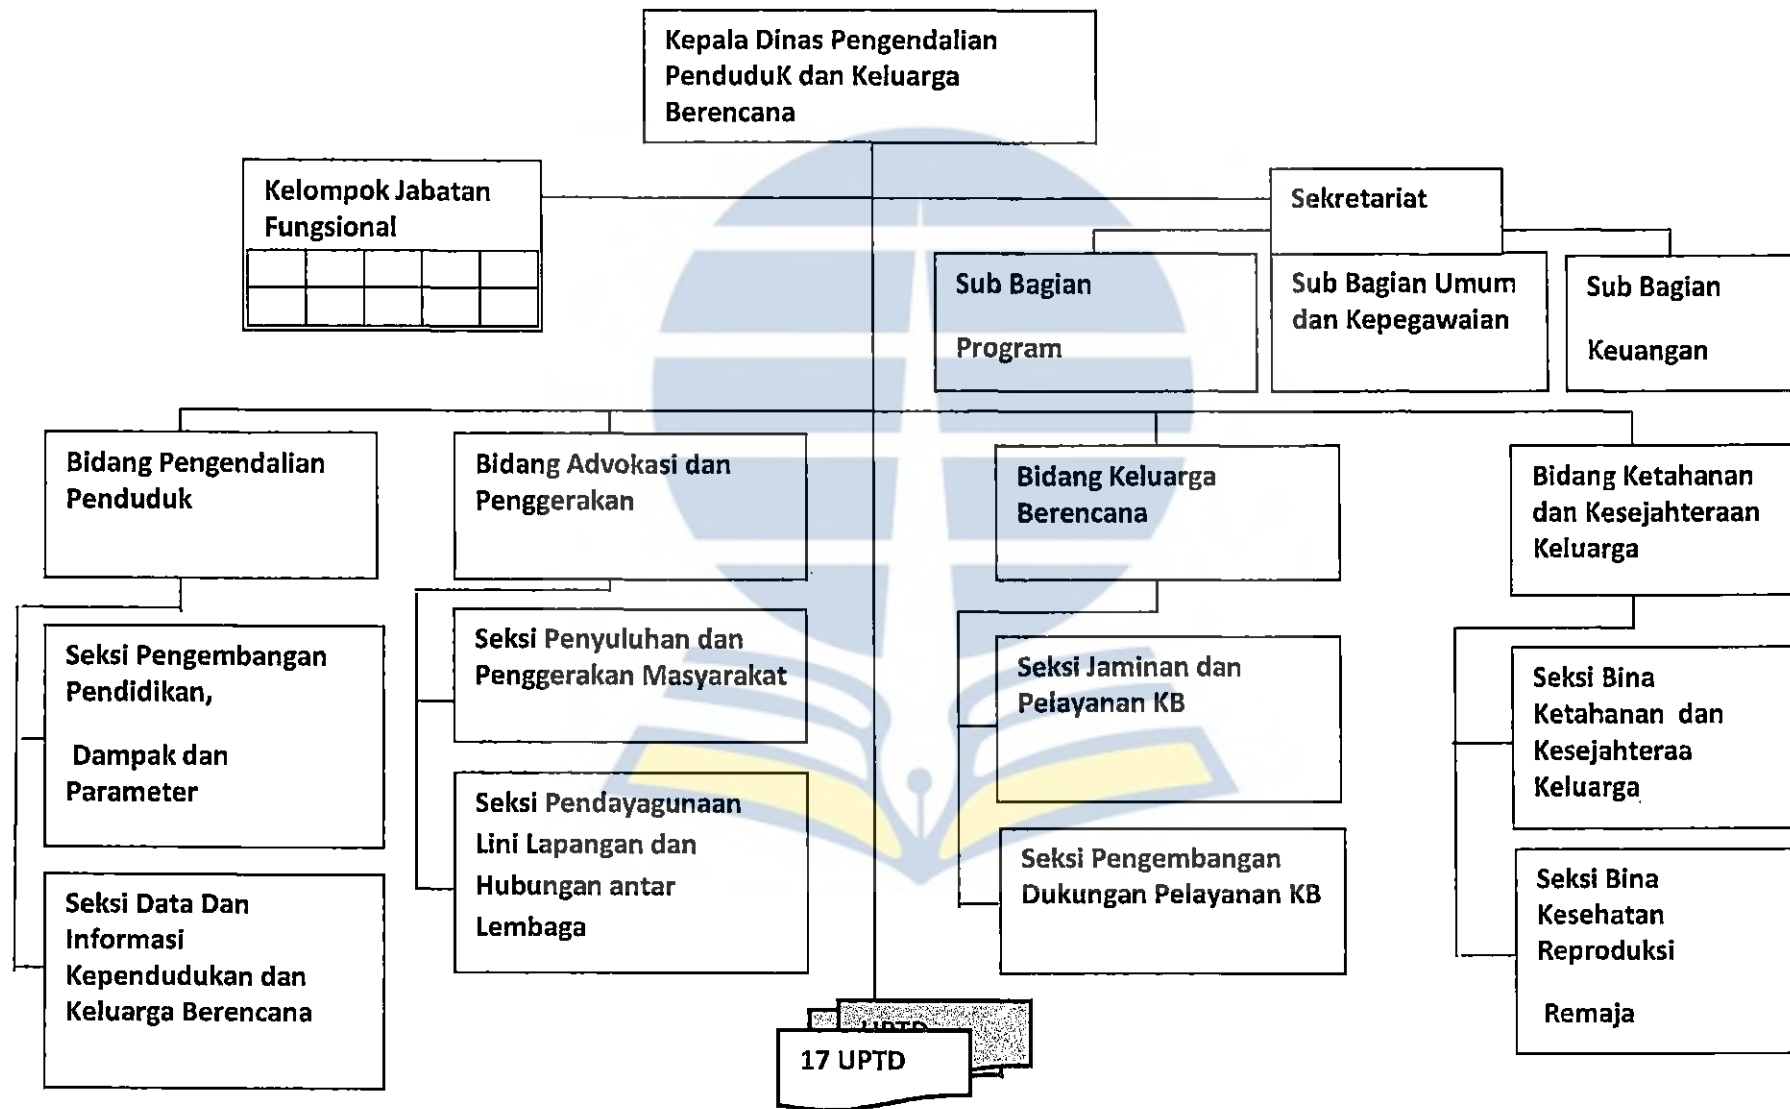 Kepala Dinas Pengendalian
PenduduK dan Keluarga
Berencana
Kelompok Jabatan
Fungsional
Sekretariat
Sub Bagian
Program
Sub Bagian Umum
dan Kepegawaian
Sub Bagian
Keuangan
Bidang Pengendalian
Penduduk
Bidang Advokasi dan
Penggerakan
Bidang Keluarga
Berencana
Bidang Ketahanan
dan Kesejahteraan
Keluarga
Seksi Pengembangan
Pendidikan,
Dampak dan
Parameter
Seksi Penyuluhan dan
Penggerakan Masyarakat
Seksi Jaminan dan
Pelayanan KB
Seksi Bina
Ketahanan dan
Kesejahteraa
Keluarga
Seksi Data Dan
Informasi
Kependudukan dan
Keluarga Berencana
Seksi Pendayagunaan
Lini Lapangan dan
Hubungan antar
Lembaga
Seksi Pengembangan
Dukungan Pelayanan KB
Seksi Bina
Kesehatan
Reproduksi
Remaja
UPTD
17 UPTD